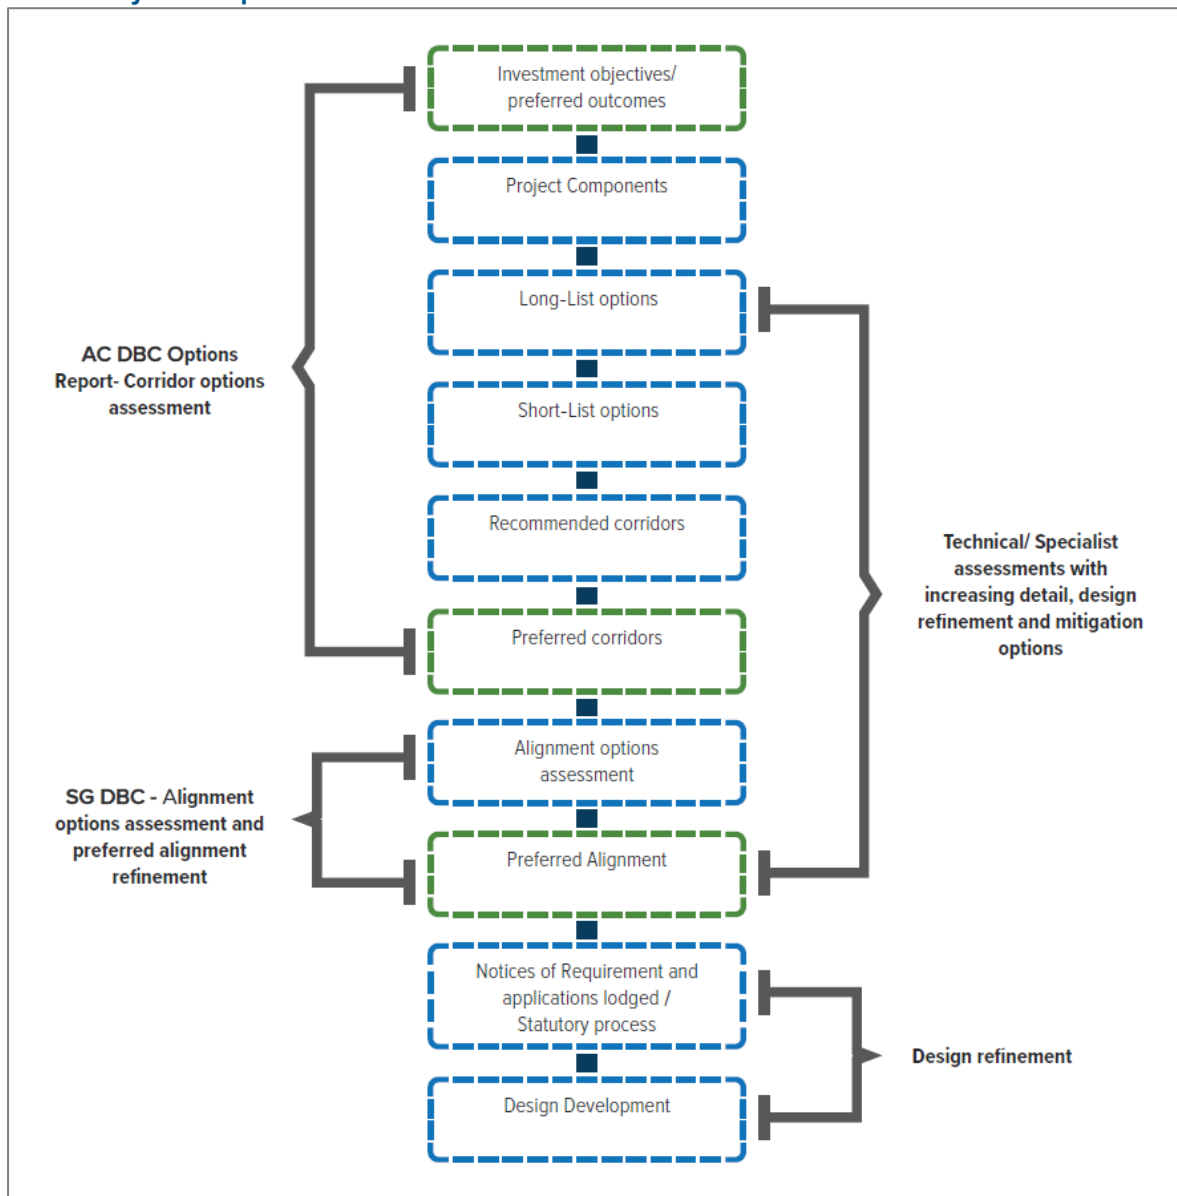 Investment objectives/
preferred outcomes
Project Components
Long-List options
AC DBC Options
Report- Corridor options
assessment
Short-List options
Recommended corridors
Technical/ Specialist
assessments with
increasing detail, design
refinement and mitigation
options
Preferred corridors
Alignment options
assessment
SG DBC - Alignment
options assessment and
preferred alignment
refinement
Preferred Alignment
Notices of Requirement and
applications lodged /
Statutory process
Design refinement
Design Development